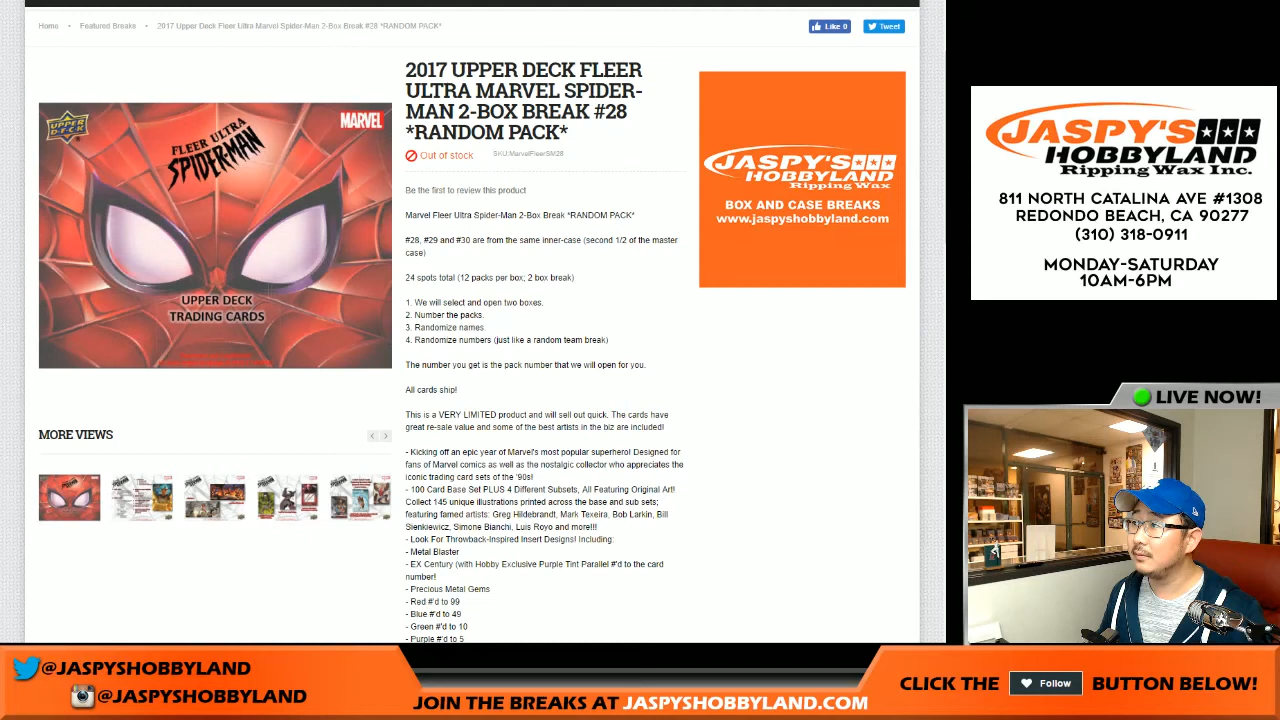 Home • Featured Breaks • 2017 Upper Deck Fleer Ultra Marvel Spider-Man 2-Box Break #28 *RANDOM PACK*
Like 0
Tweet
UPPER DECK
MARVEL
FLEER ULTRA
SPIDER-MAN
UPPER DECK
TRADING CARDS
MORE VIEWS
2017 UPPER DECK FLEER
ULTRA MARVEL SPIDER-
MAN 2-BOX BREAK #28
*RANDOM PACK*
Out of stock
SKU:MarvelFleerSM28
Be the first to review this product
Marvel Fleer Ultra Spider-Man 2-Box Break *RANDOM PACK*
#28, #29 and #30 are from the same inner-case (second 1/2 of the master
case)
24 spots total (12 packs per box; 2 box break)
1. We will select and open two boxes.
2. Number the packs.
3. Randomize names.
4. Randomize numbers (just like a random team break)
The number you get is the pack number that we will open for you.
All cards ship!
This is a VERY LIMITED product and will sell out quick. The cards have
great re-sale value and some of the best artists in the biz are included!
- Kicking off an epic year of Marvel's most popular superhero! Designed for
fans of Marvel comics as well as the nostalgic collector who appreciates the
iconic trading card sets of the '90s!
- 100 Card Base Set PLUS 4 Different Subsets, All Featuring Original Art!
Collect 145 unique illustrations printed across the base and sub sets;
featuring famed artists: Greg Hildebrandt, Mark Texeira, Bob Larkin, Bill
Sienkiewicz, Simone Bianchi, Luis Royo and more!!!
- Look For Throwback-Inspired Insert Designs! Including:
- Metal Blaster
- EX Century (with Hobby Exclusive Purple Tint Parallel #'d to the card
number!
- Precious Metal Gems
- Red #'d to 99
- Blue #'d to 49
- Green #'d to 10
- Purple #'d to 5
JASPY'S
HOBBYLAND
Ripping Wax Inc.
BOX AND CASE BREAKS
www.jaspyshobbyland.com
JASPY'S
HOBBYLAND
Ripping Wax Inc.
811 NORTH CATALINA AVE #1308
REDONDO BEACH, CA 90277
(310) 318-0911
MONDAY-SATURDAY
10AM-6PM
LIVE NOW!
@JASPYSHOBBYLAND
@JASPYSHOBBYLAND
JOIN THE BREAKS AT JASPYSHOBBYLAND.COM
CLICK THE Follow BUTTON BELOW!